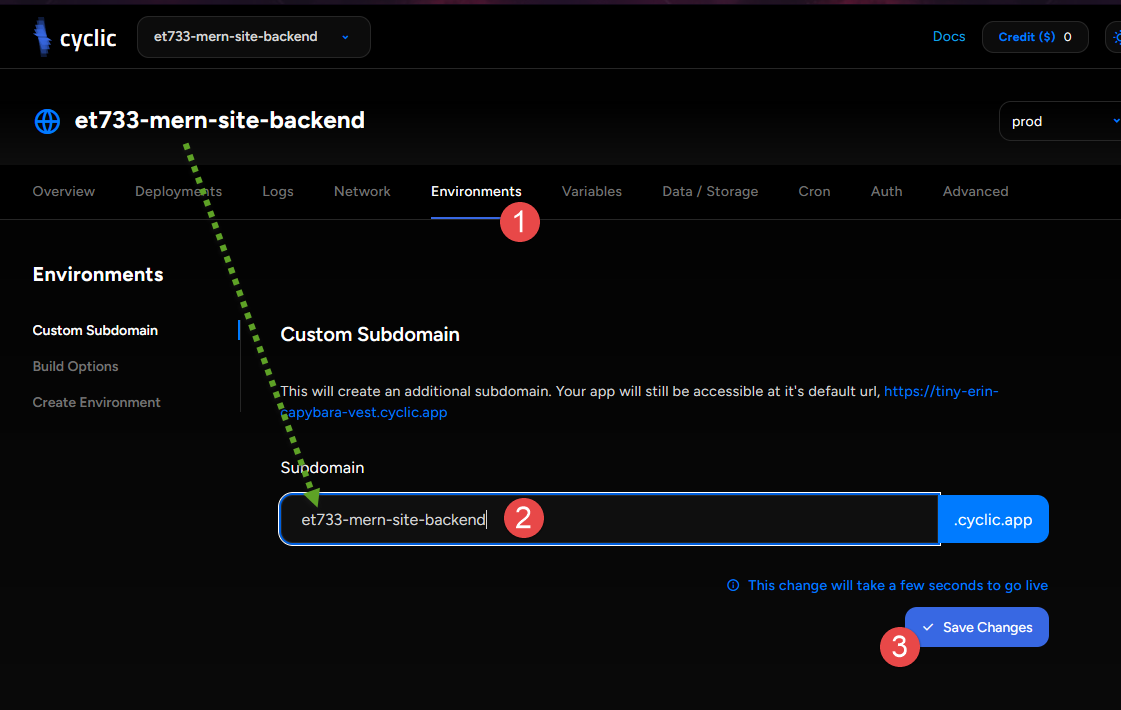 cyclic
et733-mern-site-backend
Docs
Credit ($) 0
et733-mern-site-backend
prod
Overview
Deployments
Logs
Network
Environments
Variables
Data / Storage
Cron
Auth
Advanced
1
Environments
Custom Subdomain
Build Options
Create Environment
Custom Subdomain
This will create an additional subdomain. Your app will still be accessible at it's default url, https://tiny-erin-
capybara-vest.cyclic.app
Subdomain
et733-mern-site-backend
2
.cyclic.app
This change will take a few seconds to go live
Save Changes
3